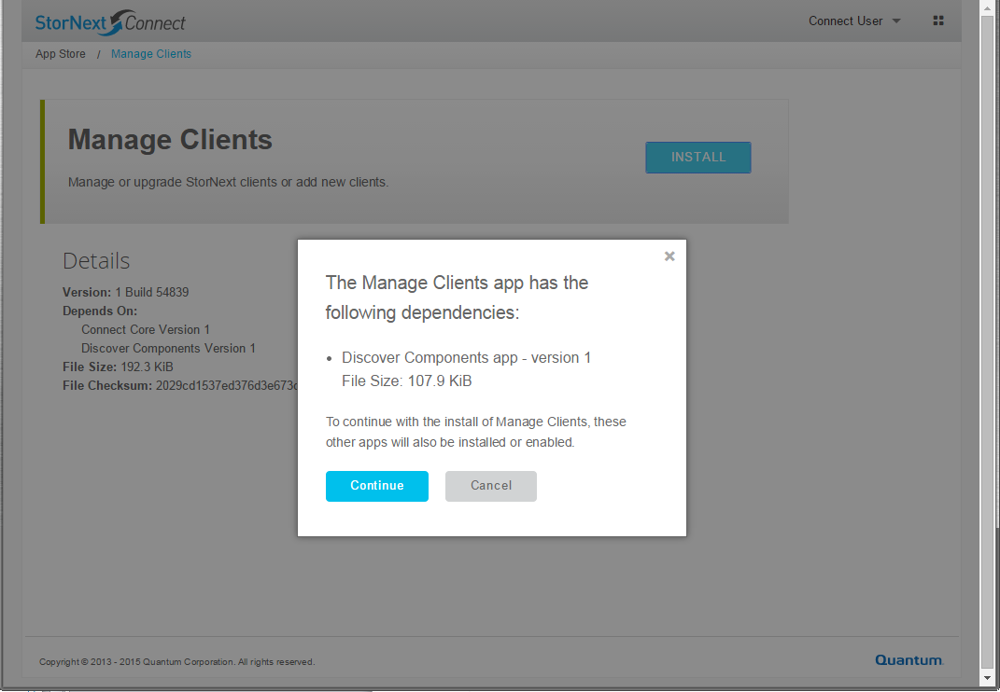 StorNext Connect
Connect User
App Store / Manage Clients
Manage Clients
INSTALL
Manage or upgrade StorNext clients or add new clients.
Details
Version: 1 Build 54839
Depends On:
Connect Core Version 1
Discover Components Version 1
File Size: 192.3 KiB
File Checksum: 2029cd1537ed376d3e673c
The Manage Clients app has the
following dependencies:
• Discover Components app - version 1
File Size: 107.9 KiB
To continue with the install of Manage Clients, these
other apps will also be installed or enabled.
Continue
Cancel
Copyright © 2013 - 2015 Quantum Corporation. All rights reserved.
Quantum